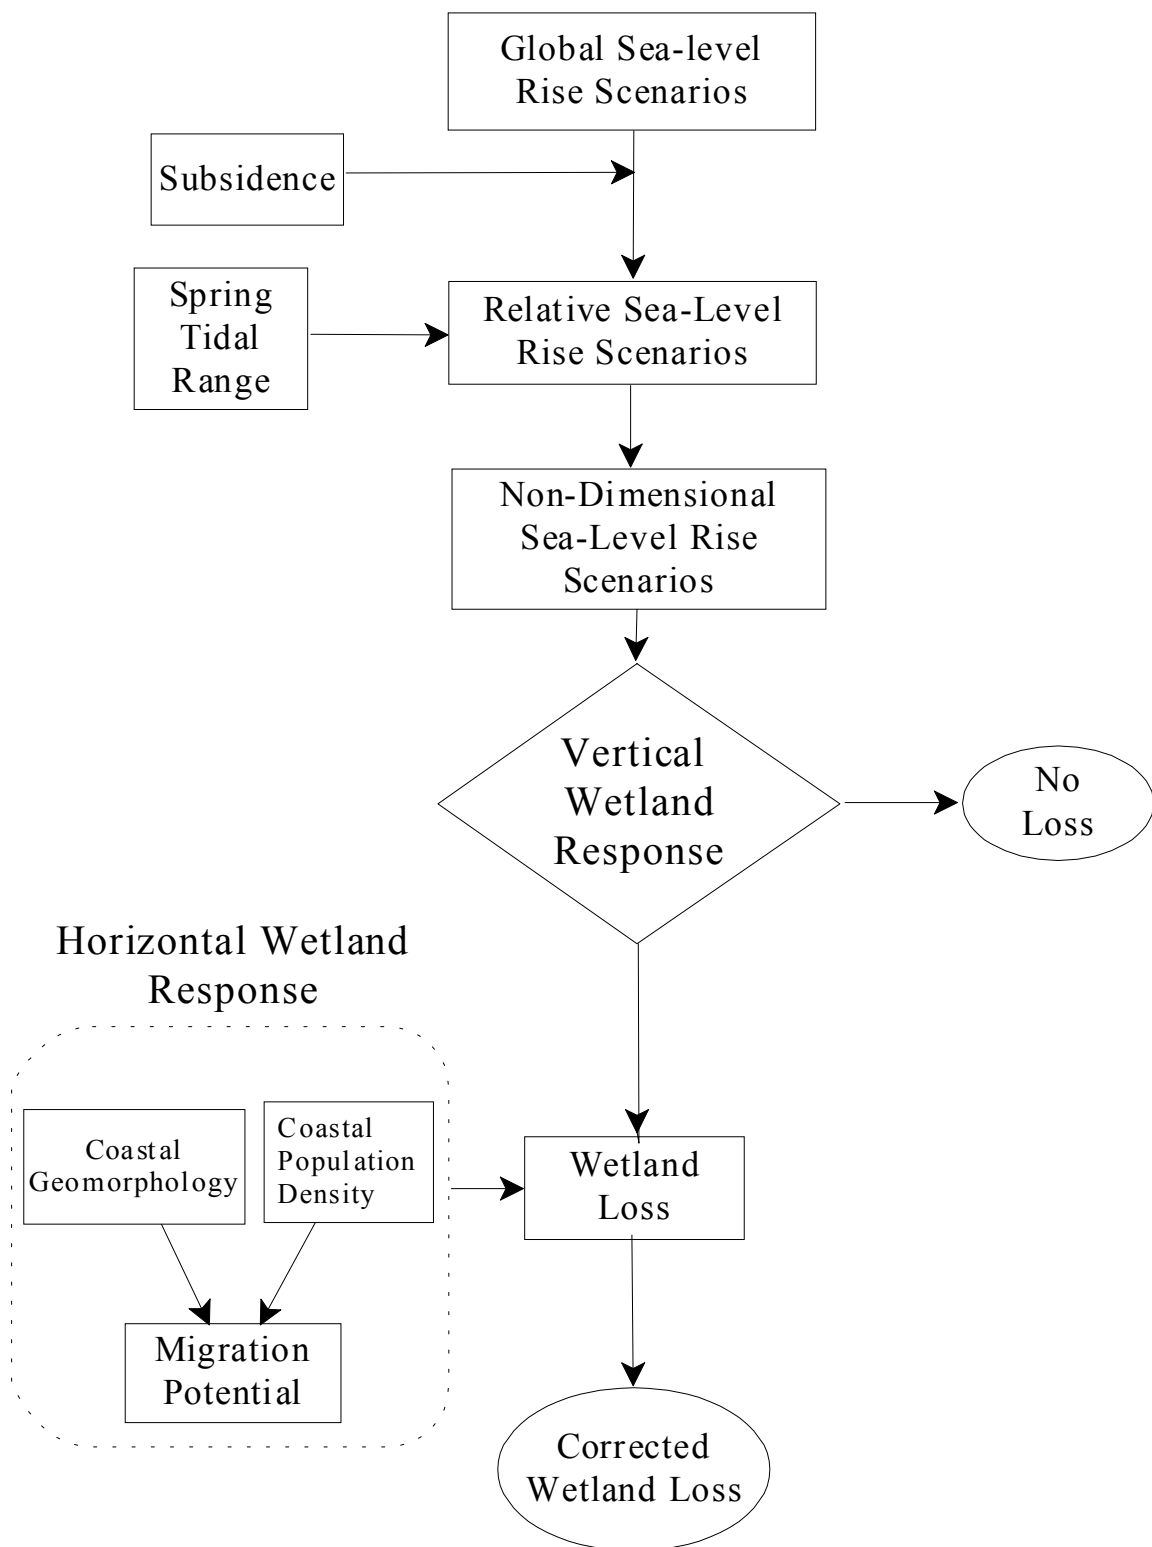 Global Sea-level
Rise Scenarios
Subsidence
Spring
Tidal
Range
Relative Sea-Level
Rise Scenarios
Non-Dimensional
Sea-Level Rise
Scenarios
Vertical
Wetland
Response
No
Loss
Horizontal Wetland
Response
Coastal
Geomorphology
Coastal
Population
Density
Wetland
Loss
Migration
Potential
Corrected
Wetland Loss